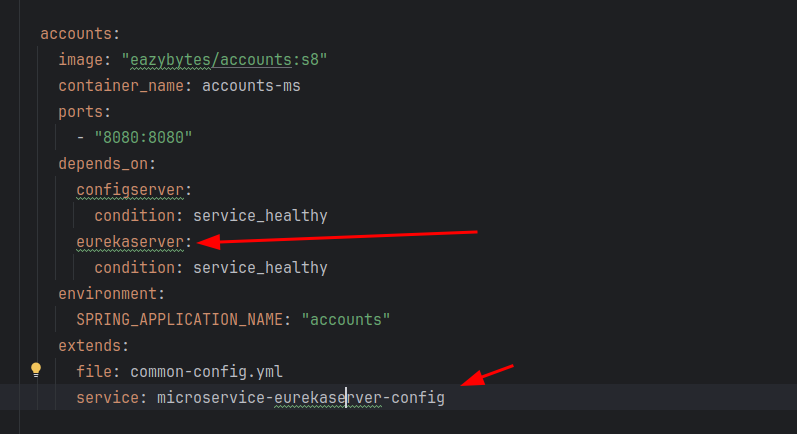 accounts:
image: "eazybytes/accounts:s8"
container_name: accounts-ms
ports:
- "8080:8080"
depends_on:
configserver:
condition: service_healthy
eurekaserver:
condition: service_healthy
environment:
SPRING_APPLICATION_NAME: "accounts"
extends:
file: common-config.yml
service: microservice-eurekaserver-config